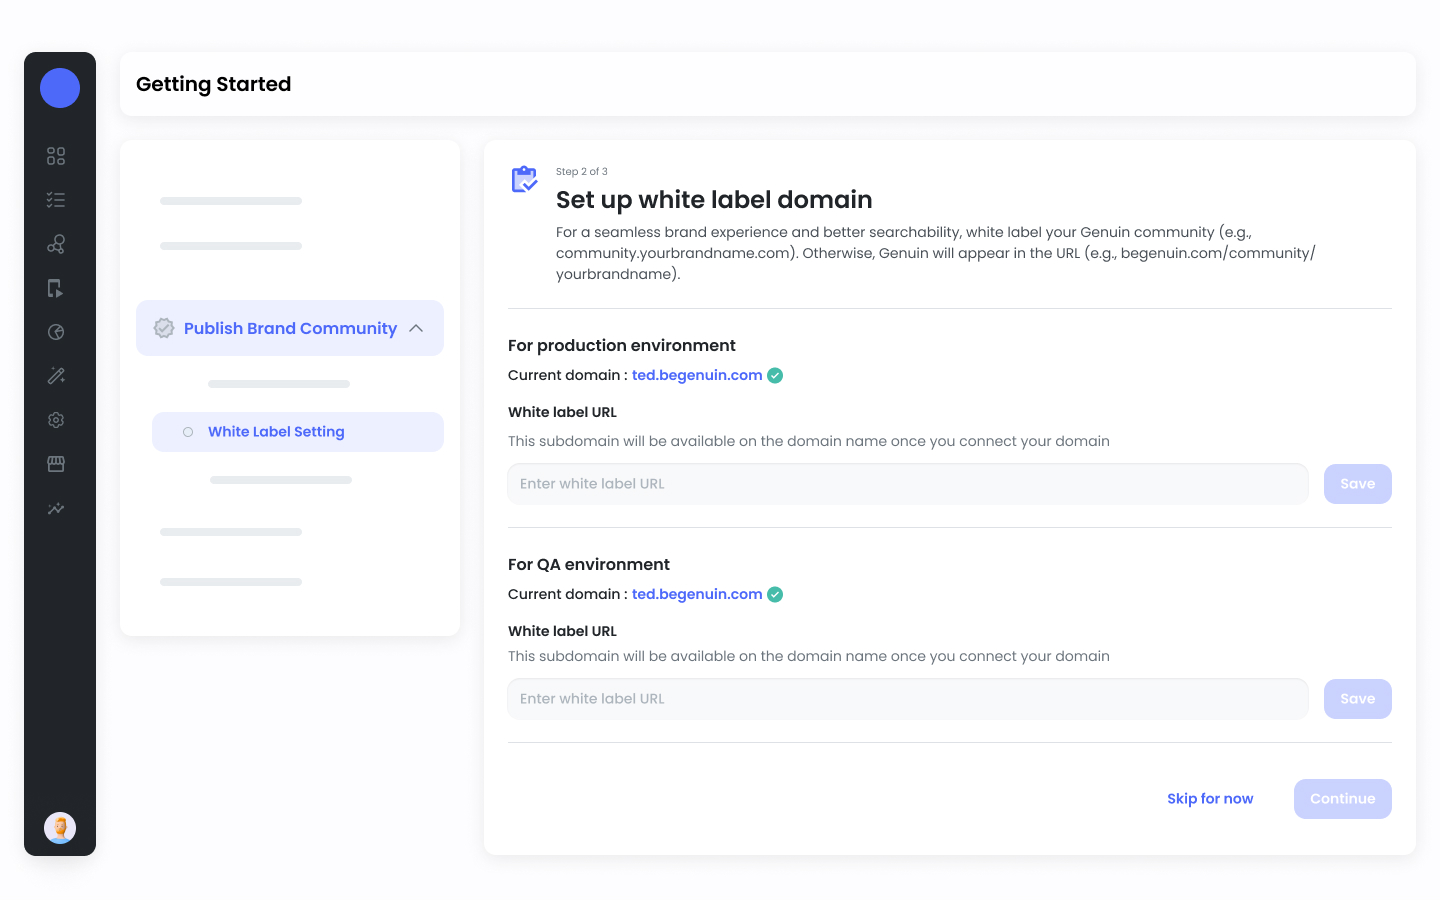 Getting Started
Publish Brand Community
White Label Setting
Step 2 of 3
Set up white label domain
For a seamless brand experience and better searchability, white label your Genuin community (e.g.,
community.yourbrandname.com). Otherwise, Genuin will appear in the URL (e.g., begenuin.com/community/
yourbrandname).
For production environment
Current domain : ted.begenuin.com
White label URL
This subdomain will be available on the domain name once you connect your domain
Enter white label URL
Save
For QA environment
Current domain : ted.begenuin.com
White label URL
This subdomain will be available on the domain name once you connect your domain
Enter white label URL
Save
Skip for now
Continue